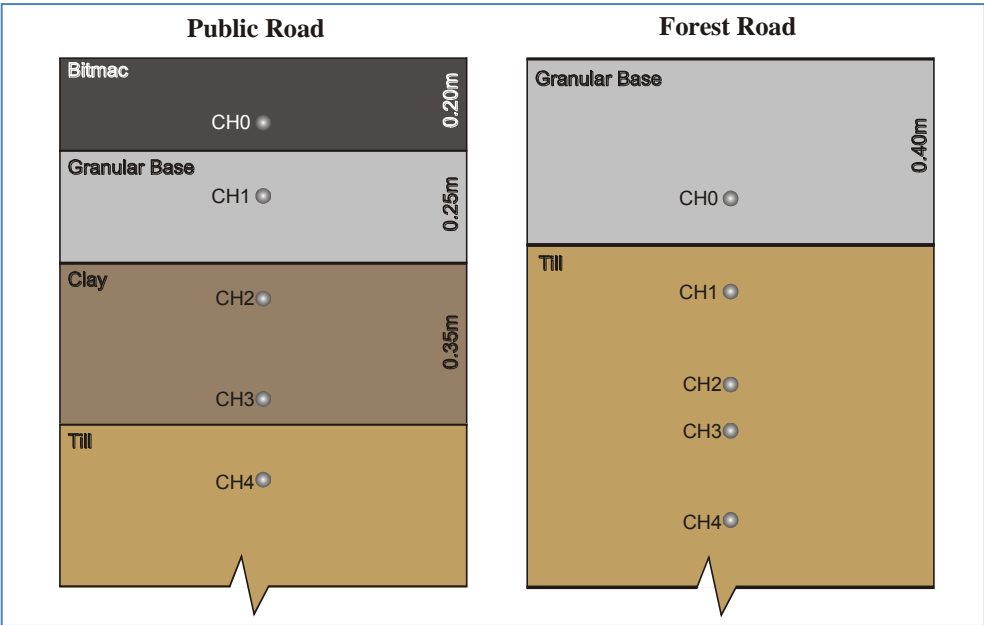 Public Road
Bitmac
0.20m
CH0
Granular Base
CH1
0.25m
Clay
CH2
0.35m
CH3
Till
CH4
Forest Road
Granular Base
0.40m
CH0
Till
CH1
CH2
CH3
CH4